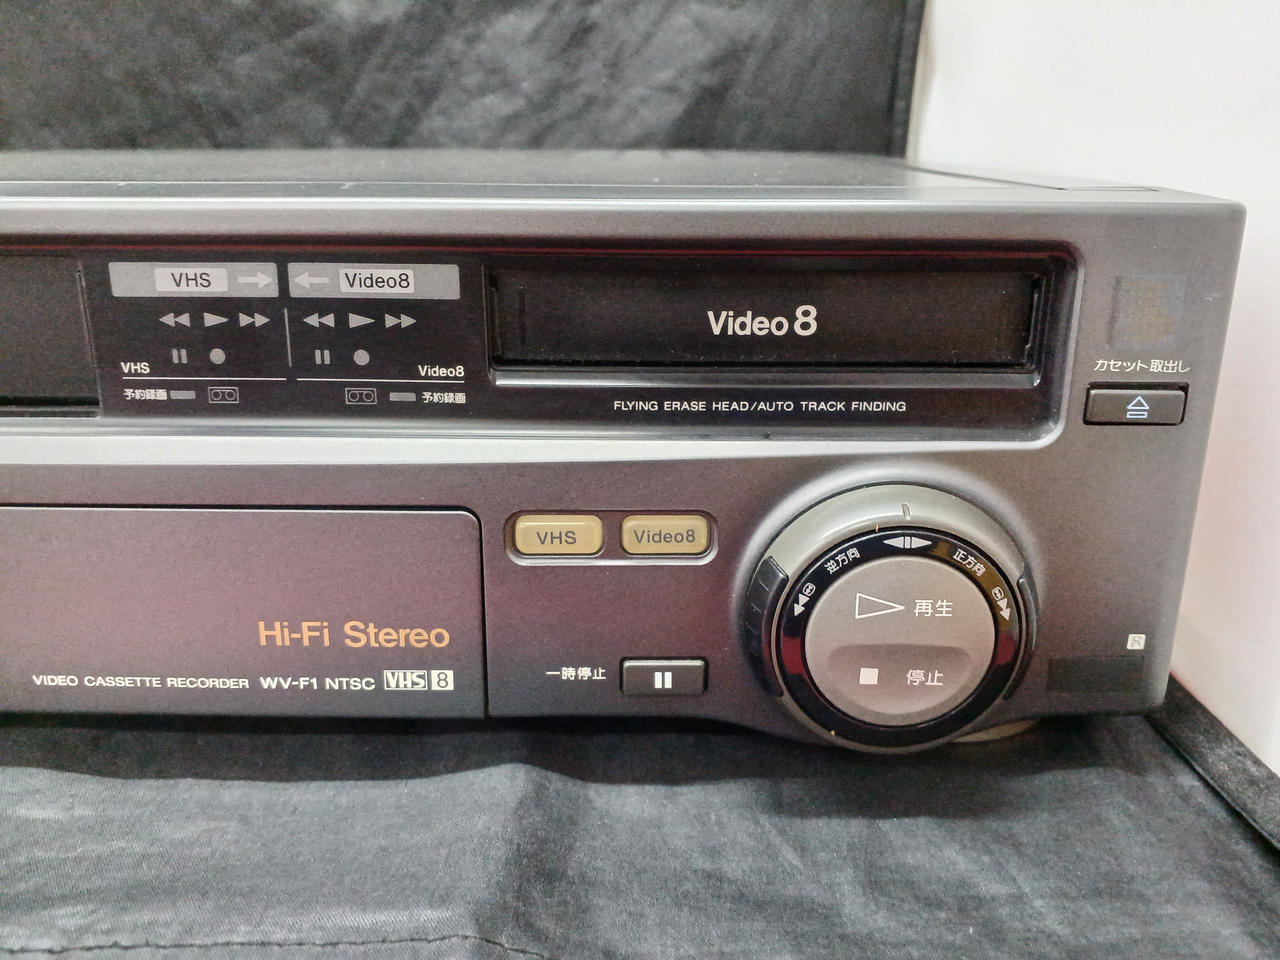 VHS
Video8
VHS
Video8
予約録画
予約録画
Video 8
FLYING ERASE HEAD/AUTO TRACK FINDING
カセット取出し
VHS
Video8
逆方向
正方向
再生
停止
一時停止
Hi-Fi Stereo
VIDEO CASSETTE RECORDER WV-F1 NTSC VHS 8